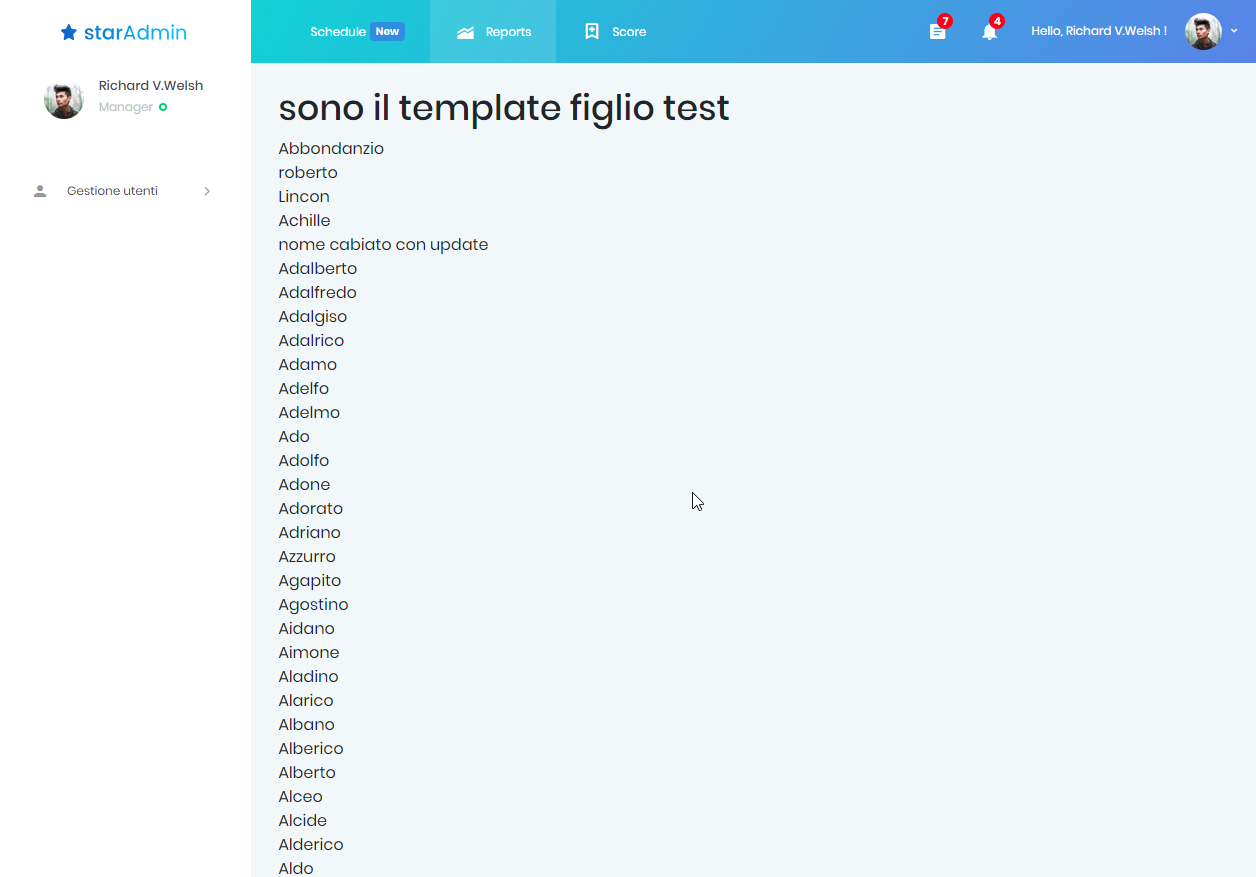 starAdmin
Schedule New
Reports
Score
7
4
Hello, Richard V.Welsh !
Richard V.Welsh
Manager
Gestione utenti
sono il template figlio test
Abbondanzio
roberto
Lincon
Achille
nome cabiato con update
Adalberto
Adalfredo
Adalgiso
Adalrico
Adamo
Adelfo
Adelmo
Ado
Adolfo
Adone
Adorato
Adriano
Azzurro
Agapito
Agostino
Aidano
Aimone
Aladino
Alarico
Albano
Alberico
Alberto
Alceo
Alcide
Alderico
Aldo